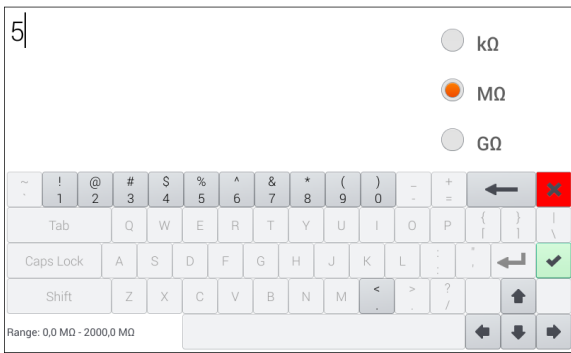 5
kΩ
MΩ
GΩ
~ ! @ # $ % ^ & * ( ) _ +
` 1 2 3 4 5 6 7 8 9 0 - =
Tab Q W E R T Y U I O P { } |
[ ] \
Caps Lock A S D F G H J K L : "
; '
Shift Z X C V B N M < > ?
, . /
Range: 0,0 MΩ - 2000,0 MΩ